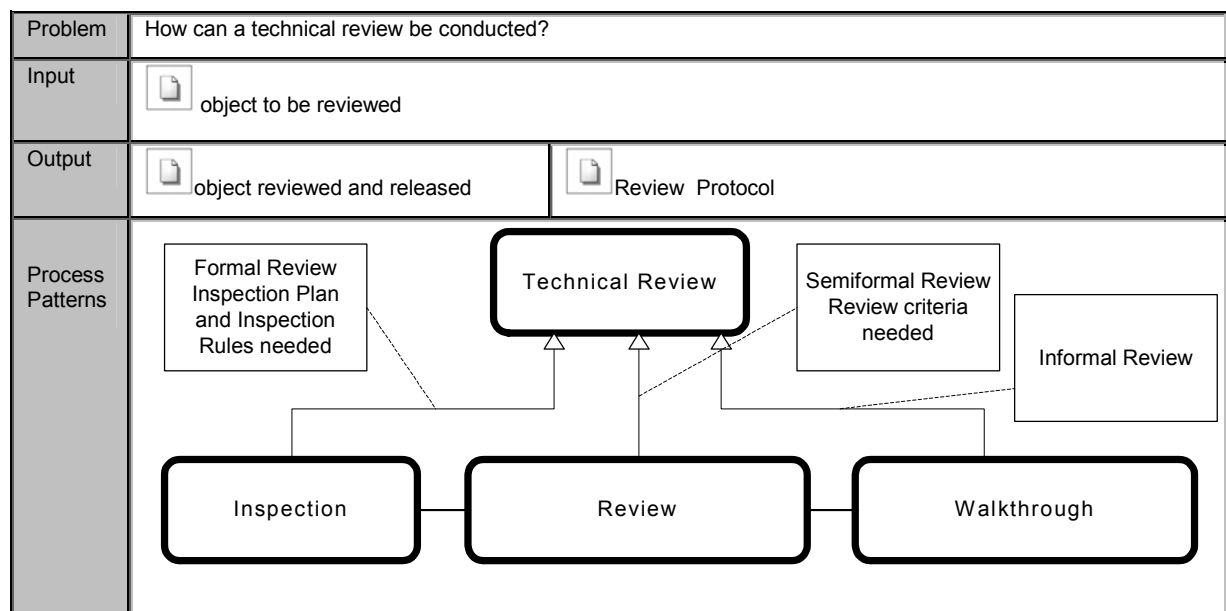 Problem
How can a technical review be conducted?
Input
object to be reviewed
Output
object reviewed and released
Review Protocol
Process
Patterns
Formal Review
Inspection Plan
and Inspection
Rules needed
Technical Review
Semiformal Review
Review criteria
needed
Informal Review
Inspection
Review
Walkthrough